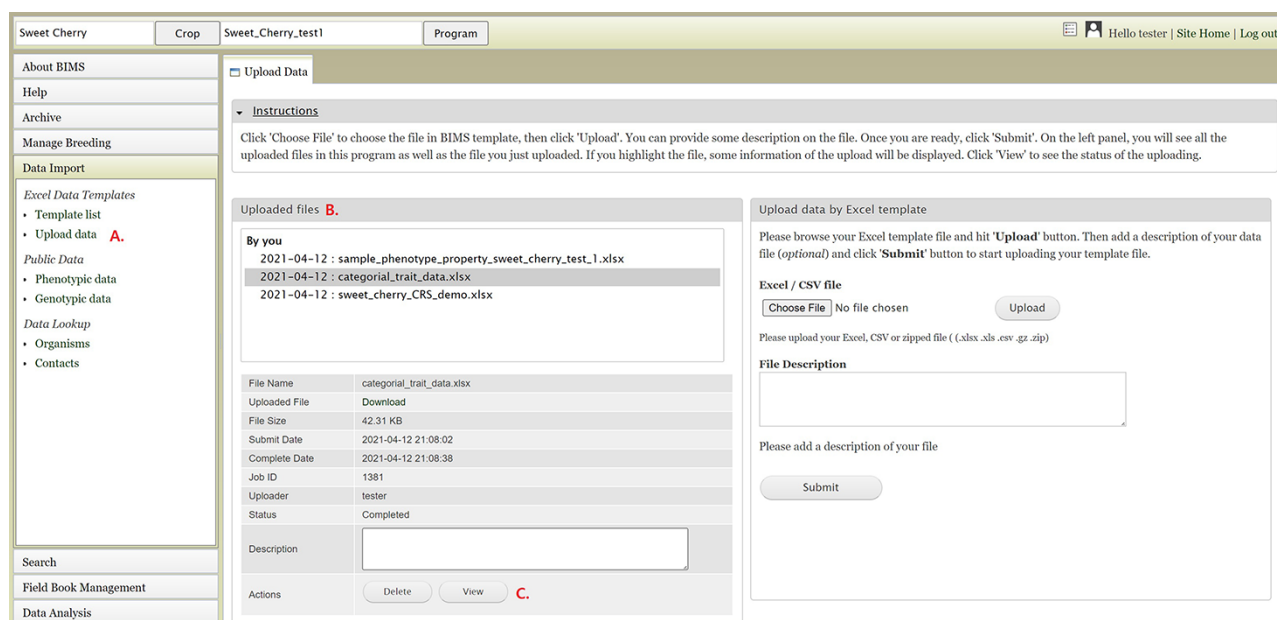 Sweet Cherry
Crop
Sweet_Cherry_test1
Program
Hello tester | Site Home | Log out
About BIMS
Help
Archive
Manage Breeding
Data Import
Excel Data Templates
Template list
Upload data A.
Public Data
Phenotypic data
Genotypic data
Data Lookup
Organisms
Contacts
Search
Field Book Management
Data Analysis
Upload Data
Instructions
Click 'Choose File' to choose the file in BIMS template, then click 'Upload'. You can provide some description on the file. Once you are ready, click 'Submit'. On the left panel, you will see all the
uploaded files in this program as well as the file you just uploaded. If you highlight the file, some information of the upload will be displayed. Click 'View' to see the status of the uploading.
Uploaded files B.
By you
2021-04-12 : sample_phenotype_property_sweet_cherry_test_1.xlsx
2021-04-12 : categorial_trait_data.xlsx
2021-04-12 : sweet_cherry_CRS_demo.xlsx
File Name categorial_trait_data.xlsx
Uploaded File Download
File Size 42.31 KB
Submit Date 2021-04-12 21:08:02
Complete Date 2021-04-12 21:08:38
Job ID 1381
Uploader tester
Status Completed
Description
Actions Delete View C.
Upload data by Excel template
Please browse your Excel template file and hit 'Upload' button. Then add a description of your data
file (optional) and click 'Submit' button to start uploading your template file.
Excel / CSV file
Choose File No file chosen Upload
Please upload your Excel, CSV or zipped file ( (.xlsx .xls .csv .gz .zip)
File Description
Please add a description of your file
Submit